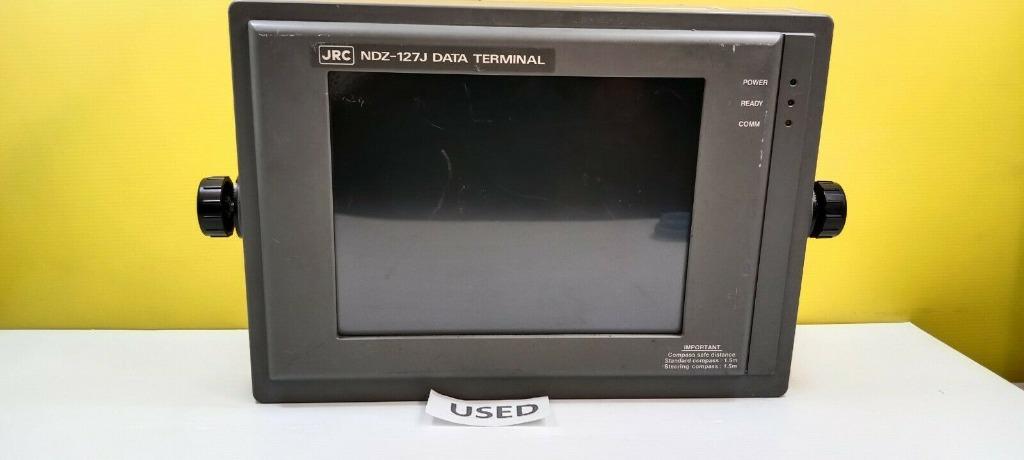 JRC NDZ-127J DATA TERMINAL
POWER
READY
COMM
IMPORTANT
Compass safe distance
Standard compass: 1.5m
Steering compass: 1.5m
USED